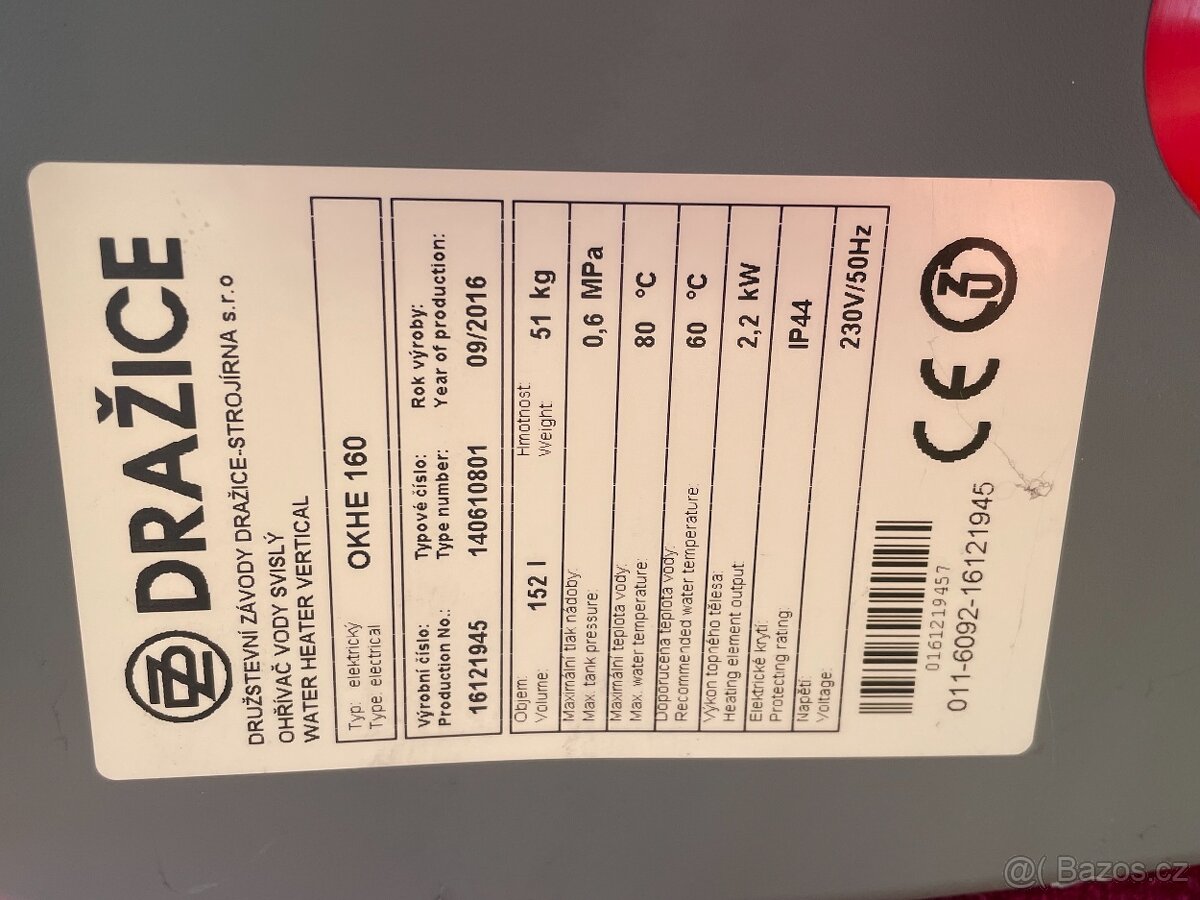 DRAŽICE
DRUŽSTEVNÍ ZÁVODY DRAŽICE-STROJÍRNA s.r.o
OHŘÍVAČ VODY SVISLÝ
WATER HEATER VERTICAL
Typ: elektrický
Type: electrical
OKHE 160
Výrobní číslo: Typové číslo: Rok výroby:
Production No.: Type number: Year of production:
16121945 140610801 09/2016
Objem: Hmotnost:
Volume: 152 l Weight: 51 kg
Maximální tlak nádoby:
Max. tank pressure: 0,6 MPa
Maximální teplota vody:
Max. water temperature: 80 °C
Doporučena teplota vody:
Recommended water temperature: 60 °C
Výkon topného tělesa:
Heating element output: 2,2 kW
Elektrické krytí:
Protecting rating: IP44
Napětí:
Voltage: 230V/50Hz
0161219457
011-6092-16121945
CE
@( Bazos.cz